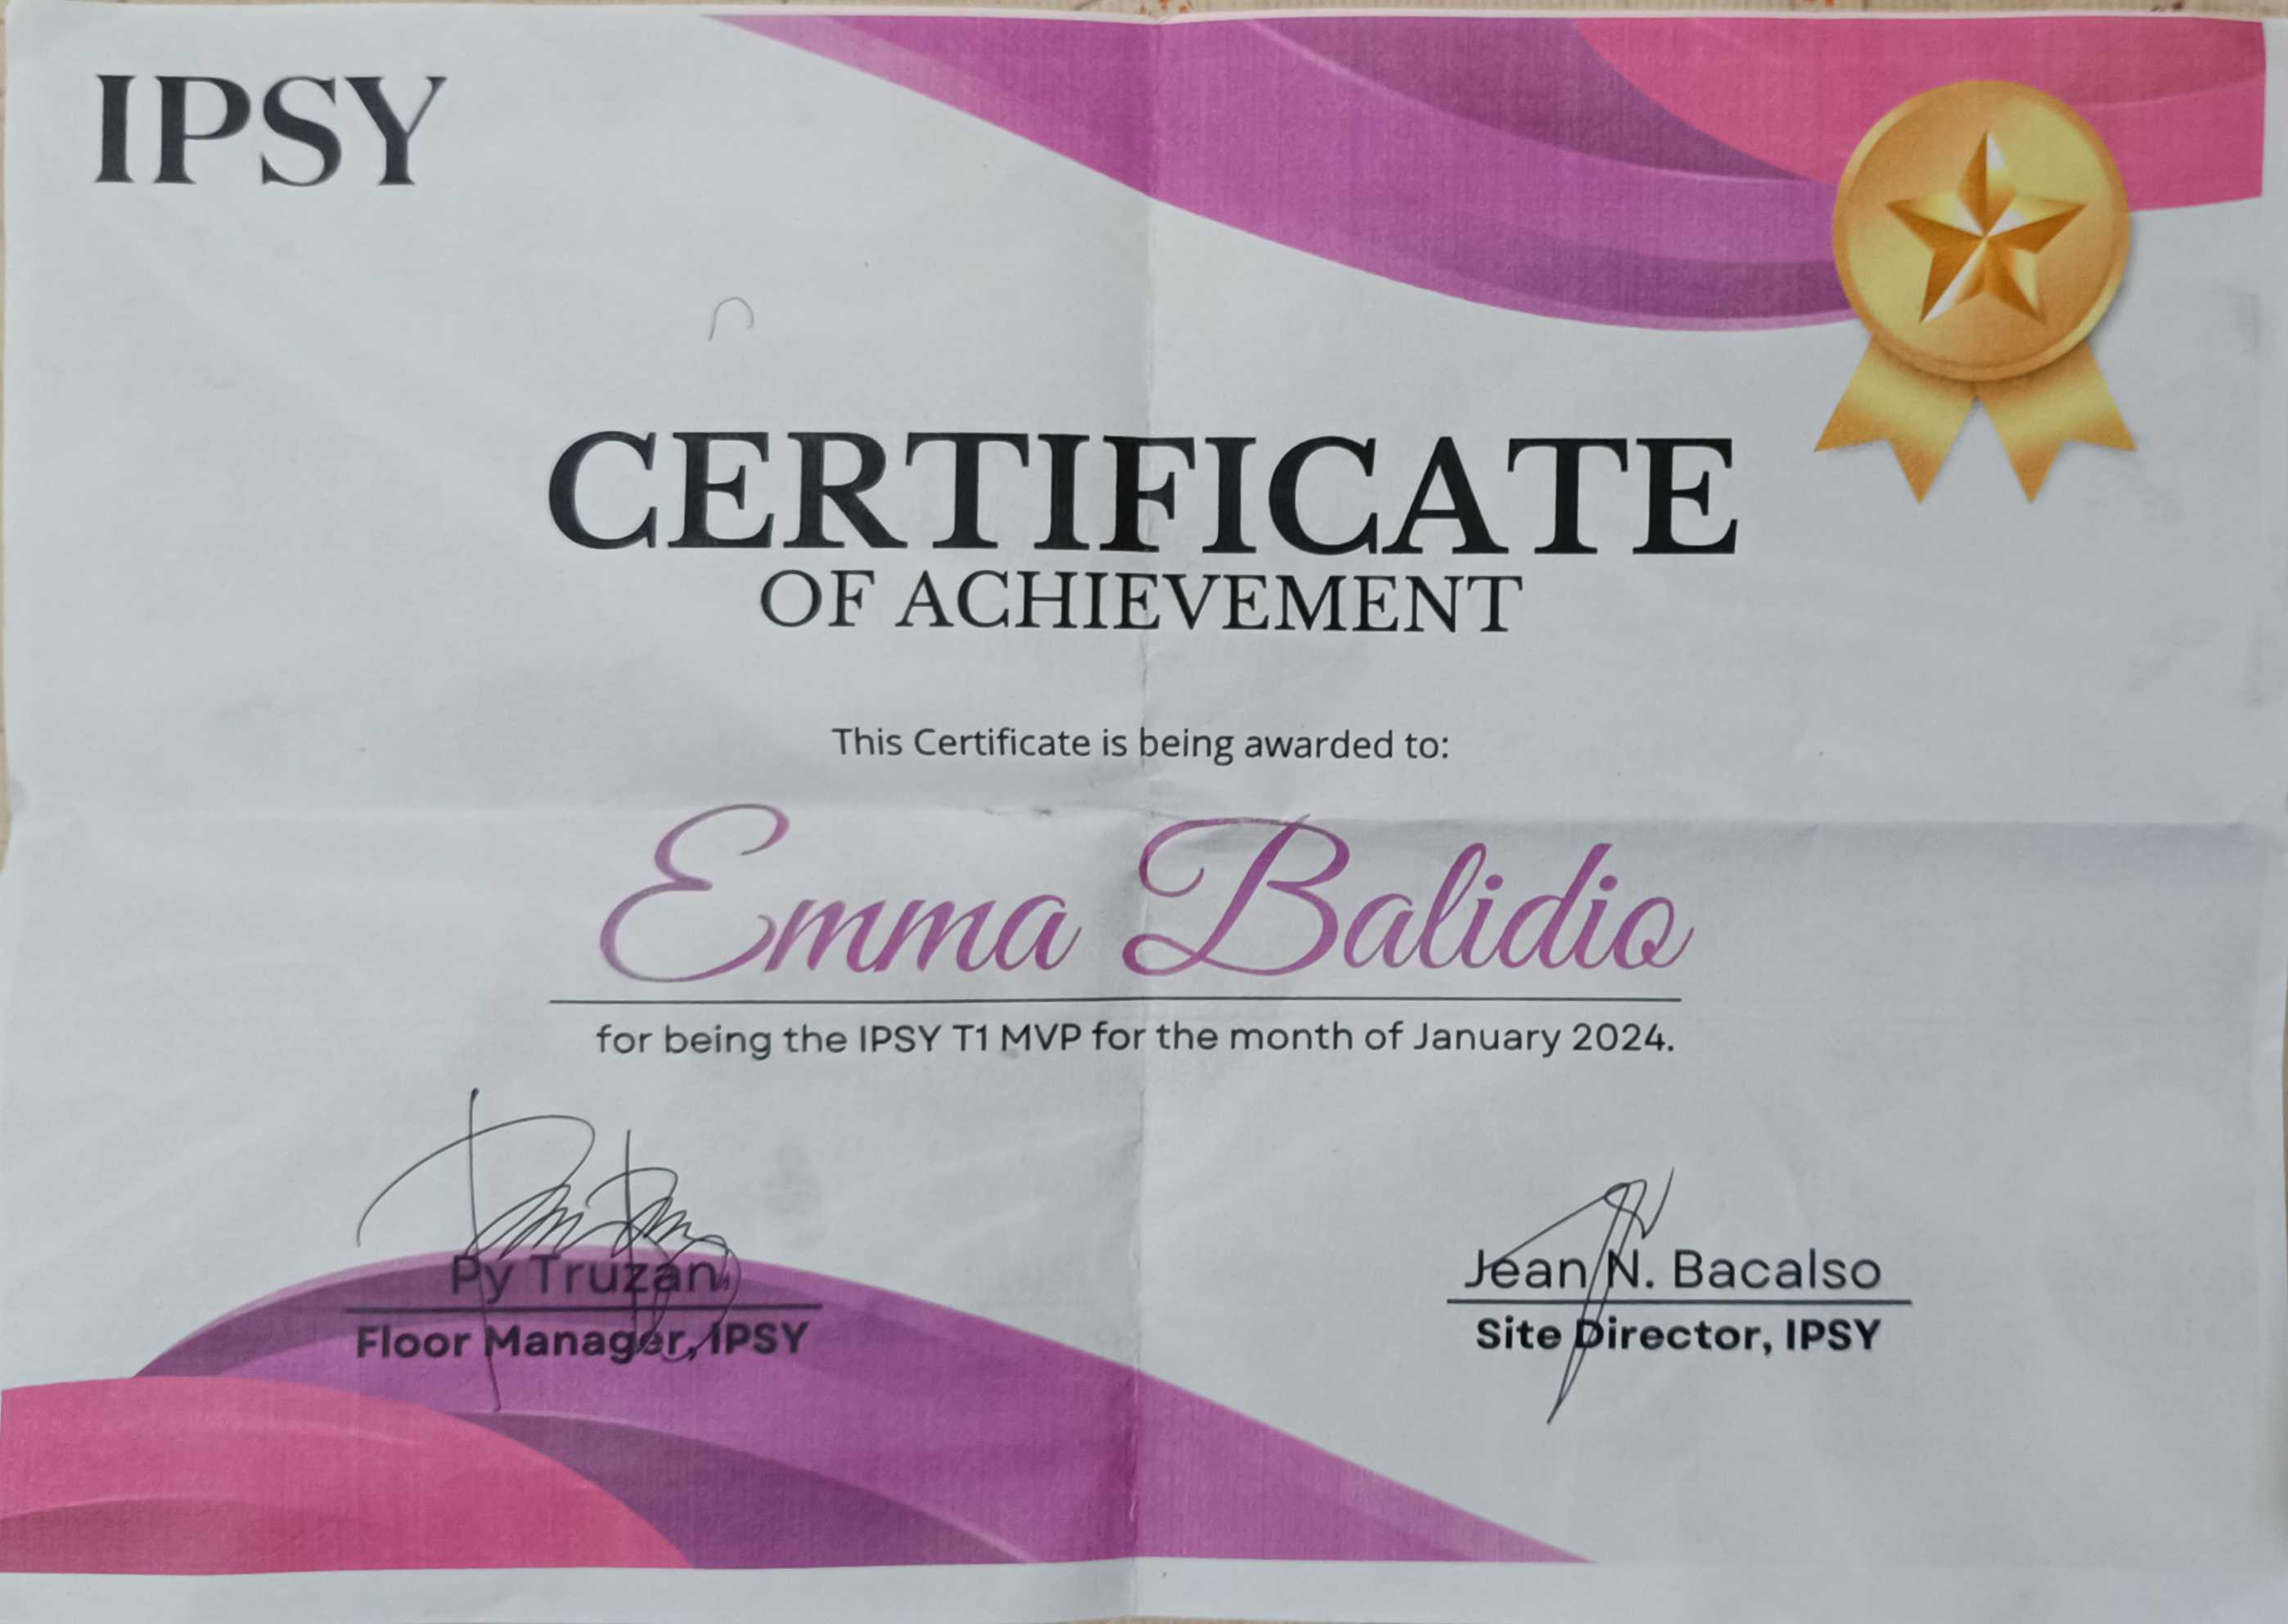 IPSY
CERTIFICATE
OF ACHIEVEMENT
This Certificate is being awarded to:
Emma Balidio
for being the IPSY T1 MVP for the month of January 2024.
Py Truzan
Floor Manager, IPSY
Jean N. Bacalso
Site Director, IPSY